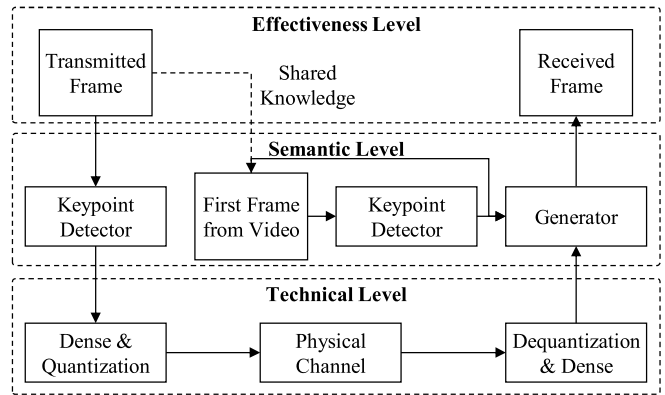 Effectiveness Level
Transmitted
Frame
Shared
Knowledge
Received
Frame
Semantic Level
Keypoint
Detector
First Frame
from Video
Keypoint
Detector
Generator
Technical Level
Dense &
Quantization
Physical
Channel
Dequantization
& Dense